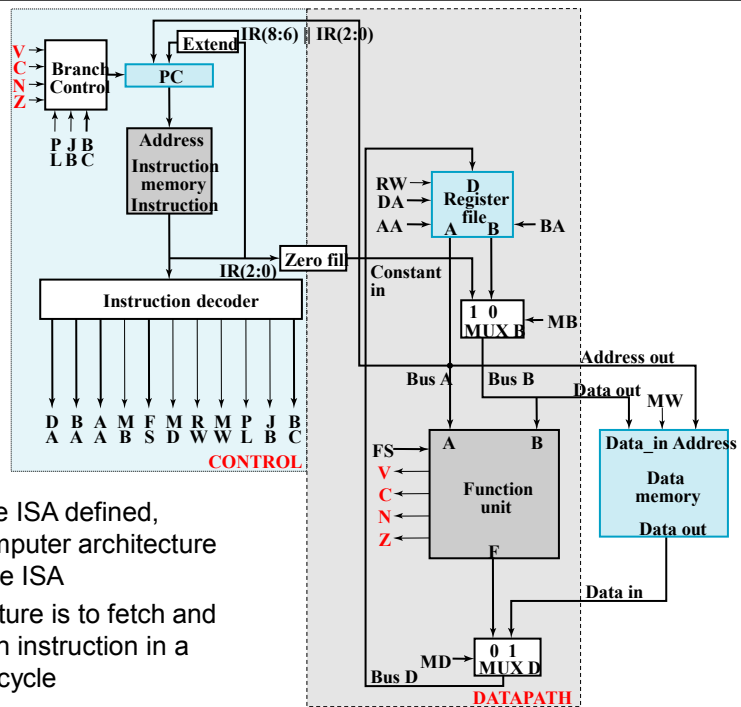 IR(8:6) || IR(2:0)
Extend
V
C
N
Z
Branch
Control
PC
P
L
J
B
B
C
Address
Instruction
memory
Instruction
RW
DA
AA
D
Register
file
A B
BA
IR(2:0)
Zero fill
Constant
in
Instruction decoder
1 0
MUX B
MB
Address out
Bus A
Bus B
Data out
MW
D
A
B
A
A
A
M
B
F
S
M
D
R
W
M
W
P
L
J
B
B
C
CONTROL
FS
V
C
N
Z
A B
Function
unit
F
Data_in Address
Data
memory
Data out
Data in
e ISA defined,
mputer architecture
e ISA
ture is to fetch and
n instruction in a
cycle
MD
0 1
MUX D
Bus D
DATAPATH